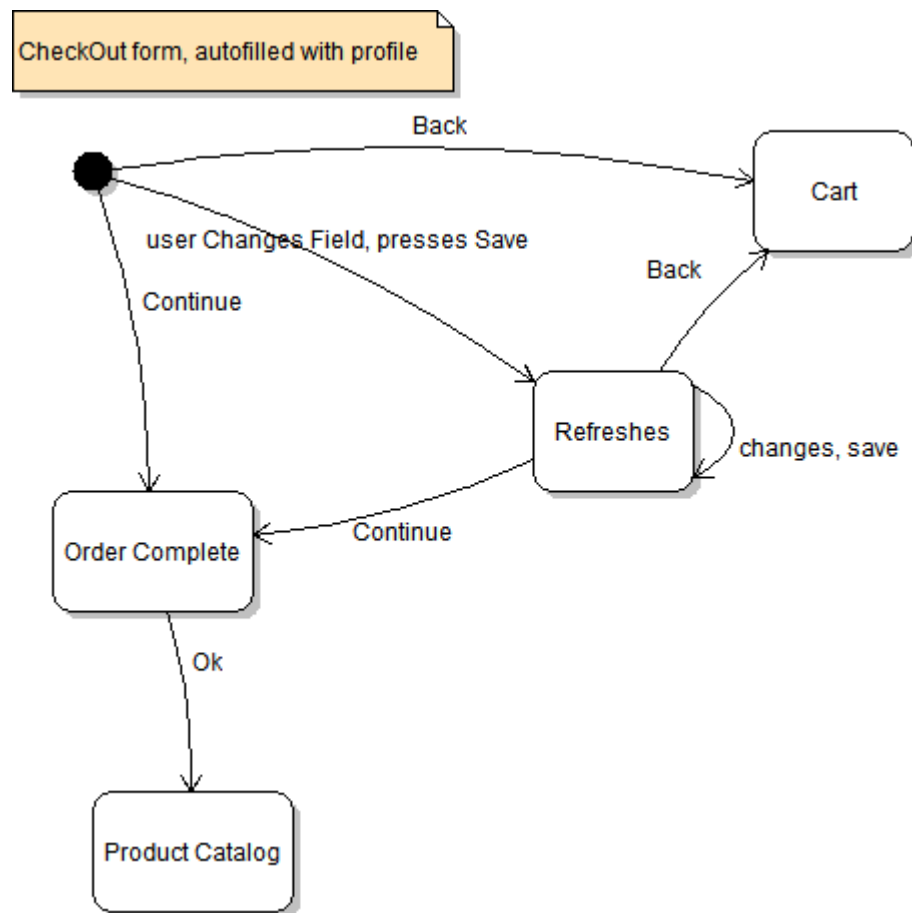 CheckOut form, autofilled with profile
Back
Cart
user Changes Field, presses Save
Back
Continue
Refreshes
changes, save
Continue
Order Complete
Ok
Product Catalog